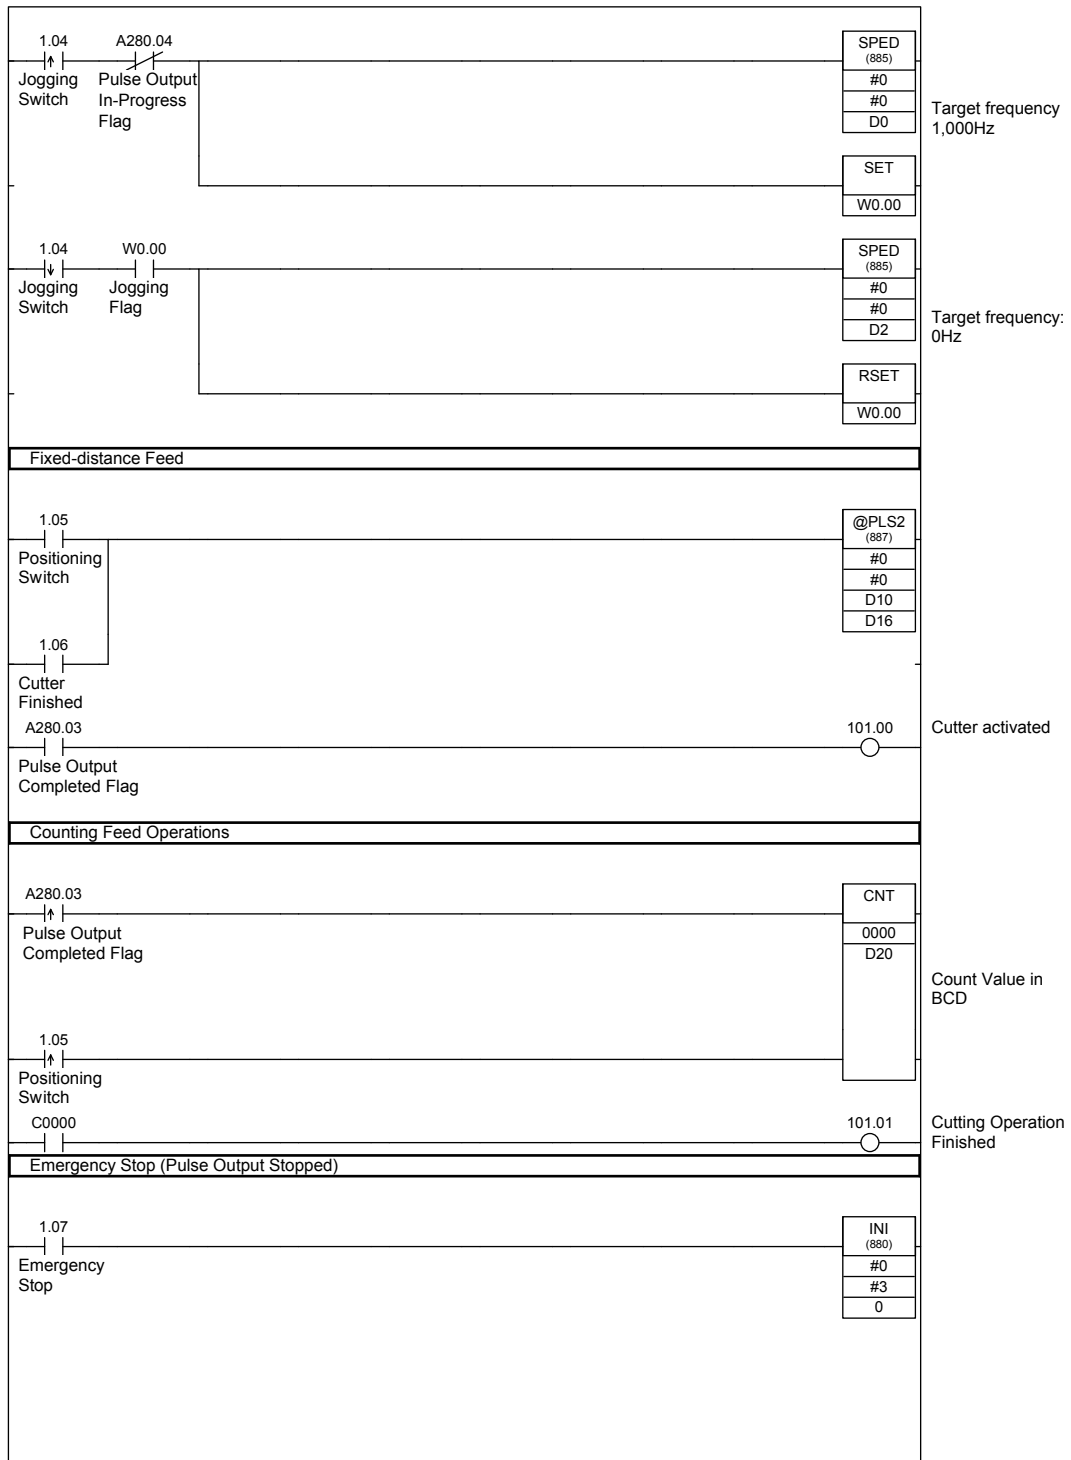 1.04 A280.04 SPED
(885)
Jogging Pulse Output #0
Switch In-Progress #0
Flag D0
Target frequency
1,000Hz
SET
W0.00
1.04 W0.00 SPED
(885)
Jogging Jogging #0
Switch Flag #0
D2
Target frequency:
0Hz
RSET
W0.00
Fixed-distance Feed
1.05 @PLS2
(887)
Positioning #0
Switch #0
D10
D16
1.06
Cutter
Finished
A280.03 101.00 Cutter activated
Pulse Output
Completed Flag
Counting Feed Operations
A280.03 CNT
Pulse Output 0000
Completed Flag D20
Count Value in
BCD
1.05
Positioning
Switch
C0000 101.01 Cutting Operation
Finished
Emergency Stop (Pulse Output Stopped)
1.07 INI
(880)
Emergency #0
Stop #3
0